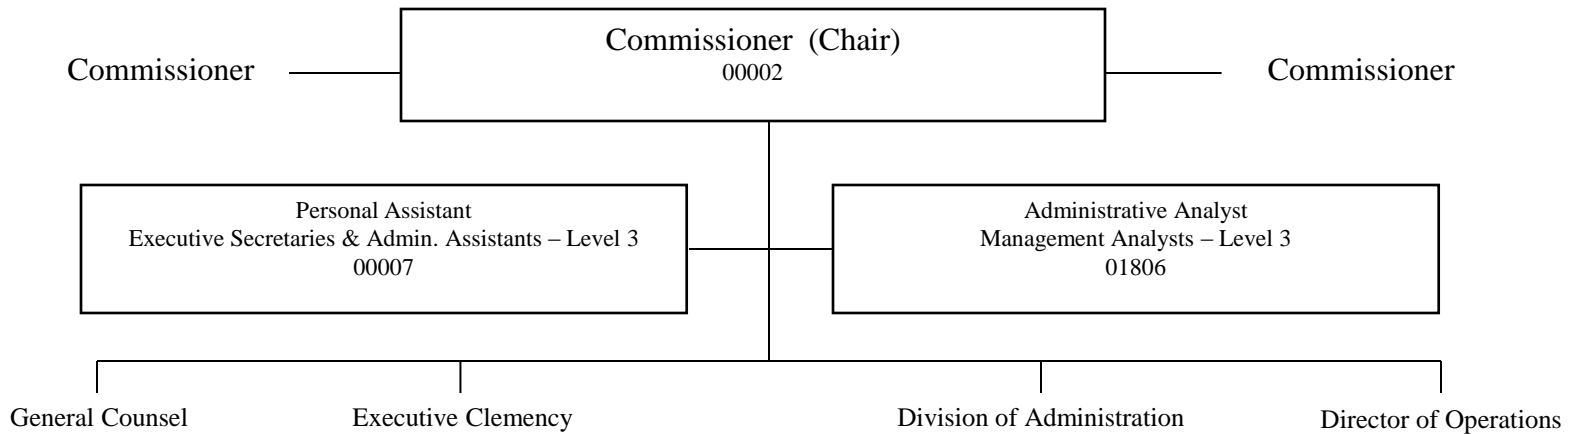 Commissioner (Chair)
00002
Commissioner
Commissioner
Personal Assistant
Executive Secretaries & Admin. Assistants – Level 3
00007
Administrative Analyst
Management Analysts – Level 3
01806
General Counsel
Executive Clemency
Division of Administration
Director of Operations